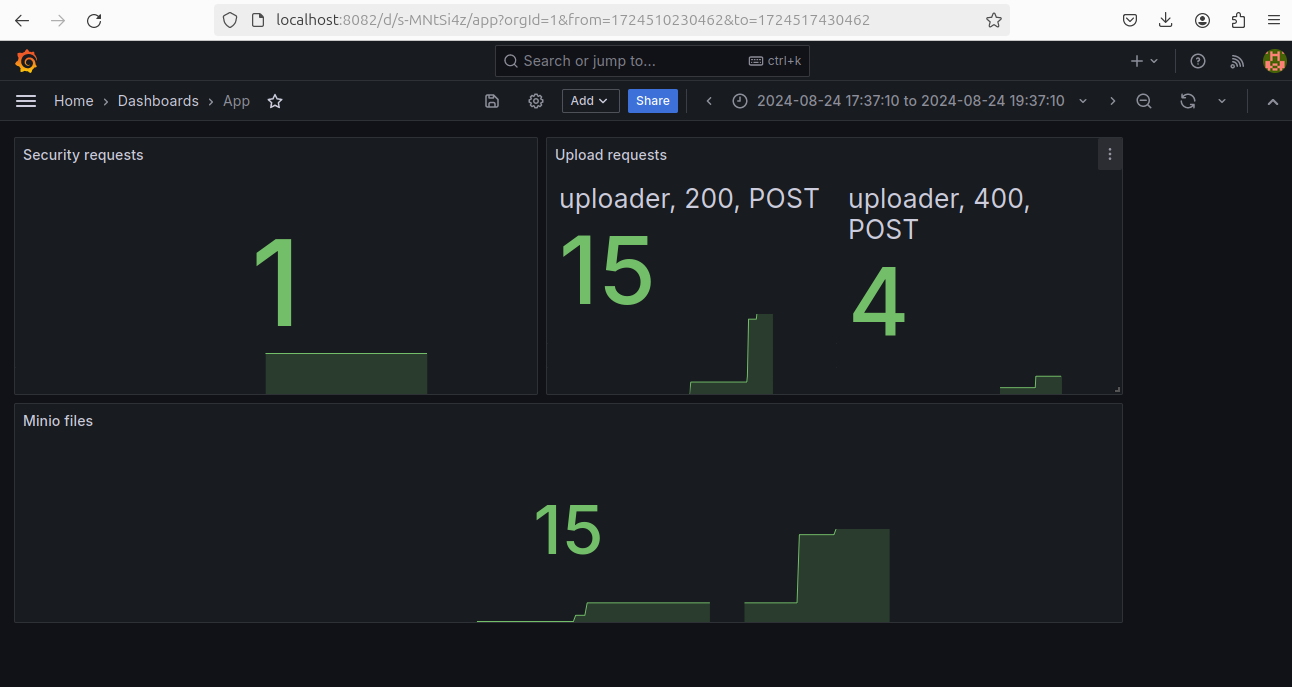 localhost:8082/d/s-MNtSi4z/app?orgId=1&from=1724510230462&to=1724517430462
Search or jump to... ctrl+k
Home › Dashboards › App
Add
Share
2024-08-24 17:37:10 to 2024-08-24 19:37:10
Security requests
1
Upload requests
uploader, 200, POST
15
uploader, 400,
POST
4
Minio files
15